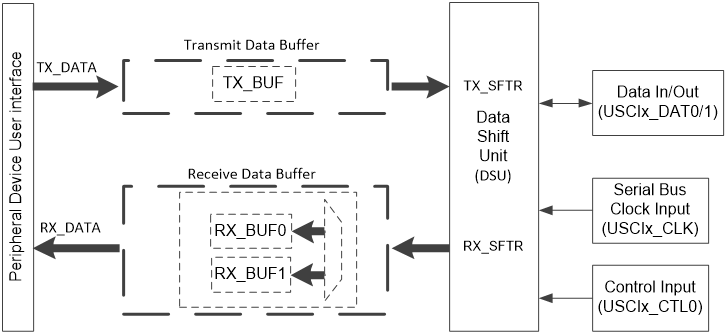 Peripheral Device User interface
TX_DATA
Transmit Data Buffer
TX_BUF
RX_DATA
Receive Data Buffer
RX_BUF0
RX_BUF1
TX_SFTR
Data
Shift
Unit
(DSU)
RX_SFTR
Data In/Out
(USCIx_DAT0/1)
Serial Bus
Clock Input
(USCIx_CLK)
Control Input
(USCIx_CTL0)